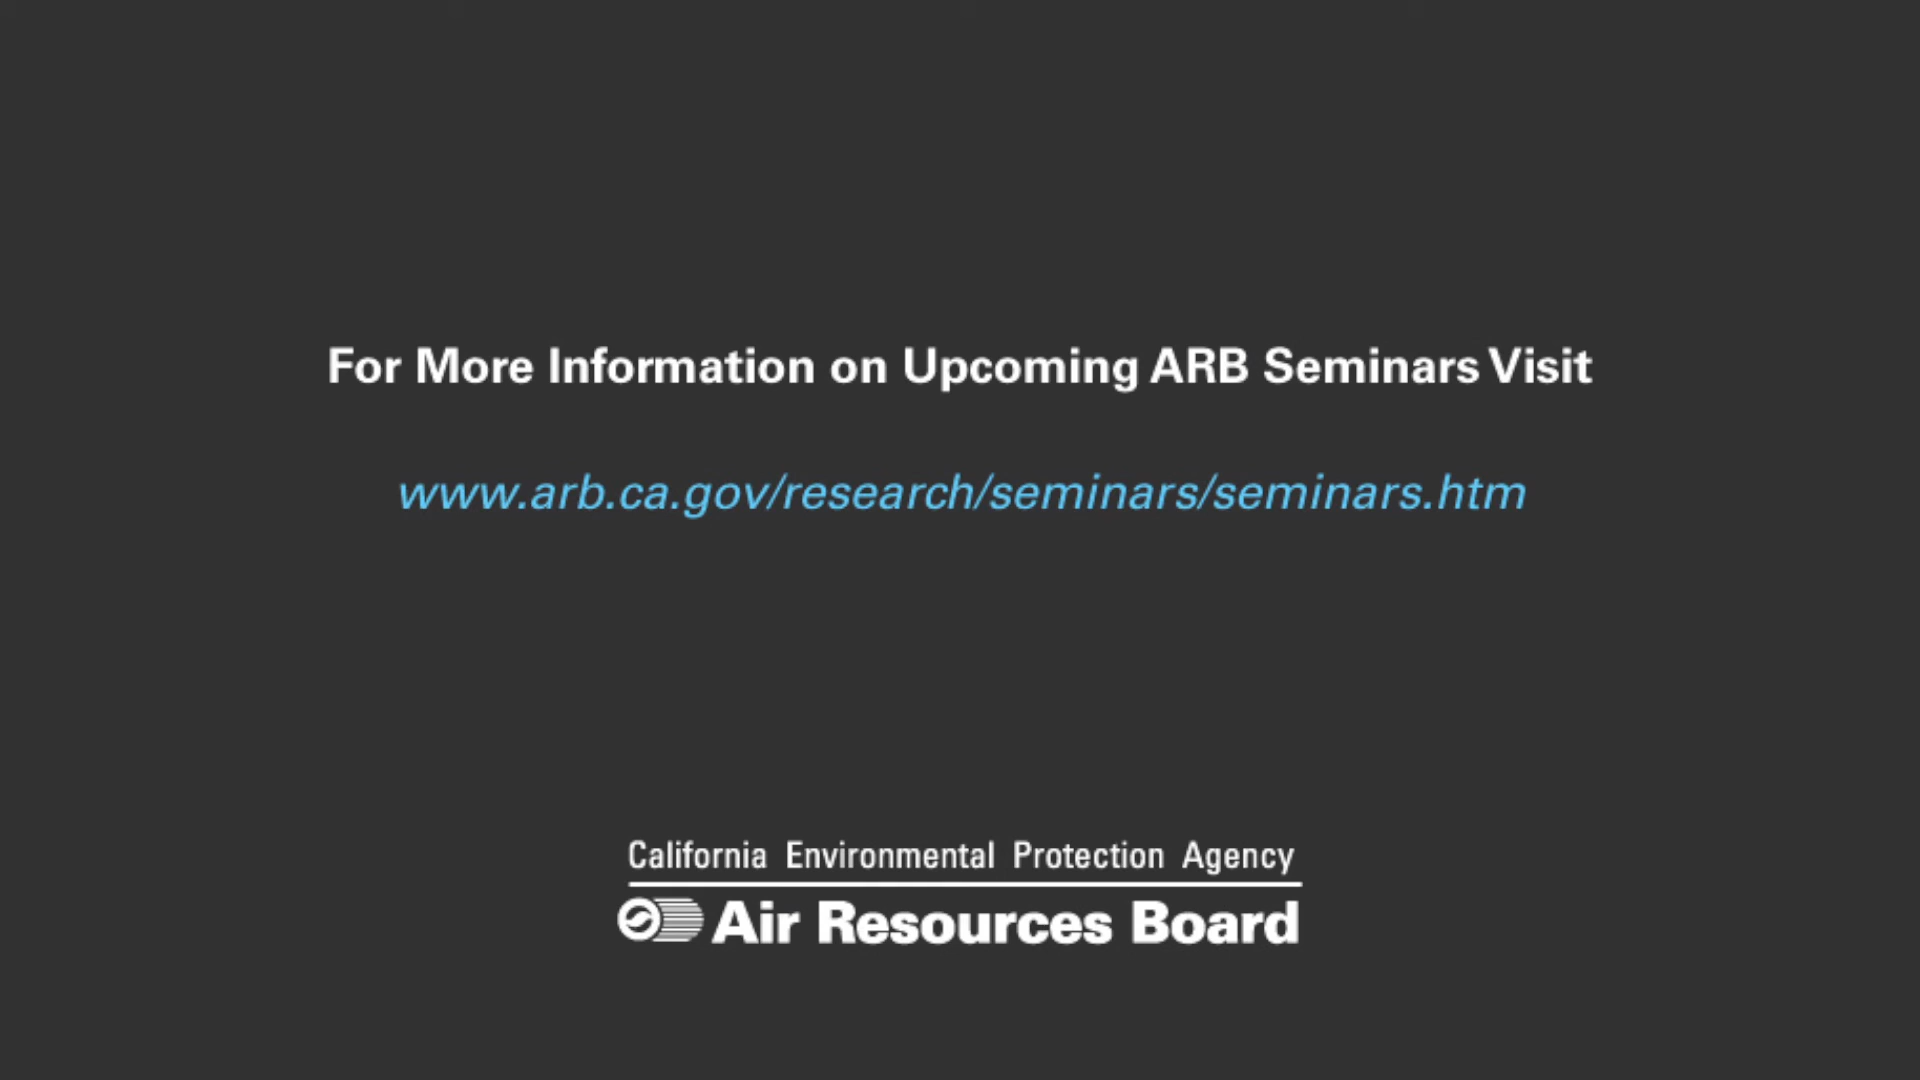 For More Information on Upcoming ARB Seminars Visit
www.arb.ca.gov/research/seminars/seminars.htm
California Environmental Protection Agency
Air Resources Board